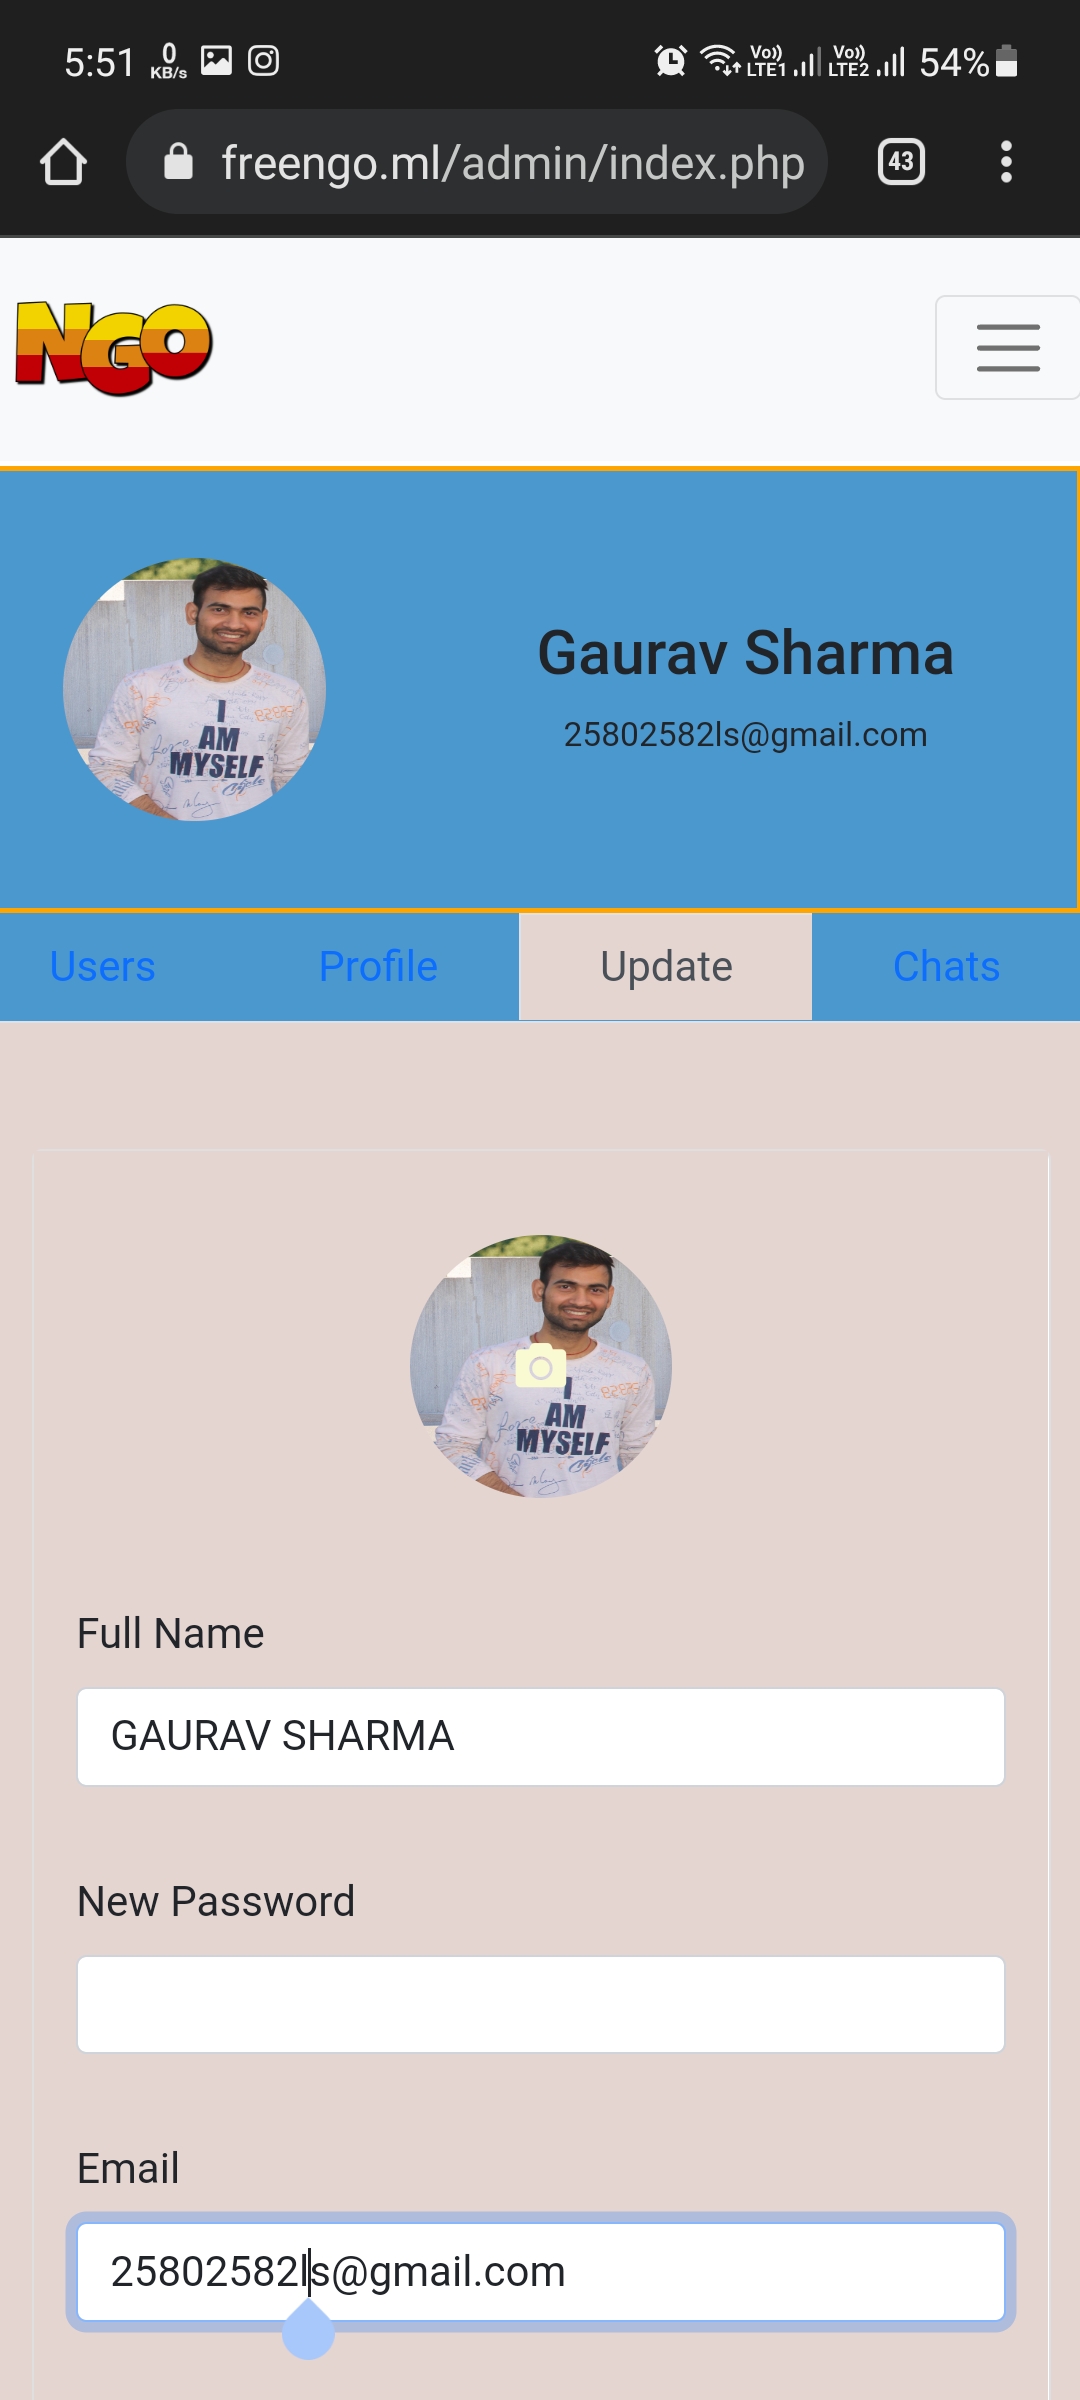 5:51 0 KB/s Vo)) LTE1 Vo)) LTE2 54%
freengo.ml/admin/index.php 43
NGO
Gaurav Sharma
25802582ls@gmail.com
I
AM
MYSELF
Users Profile Update Chats
I
AM
MYSELF
Full Name
GAURAV SHARMA
New Password
Email
25802582ls@gmail.com